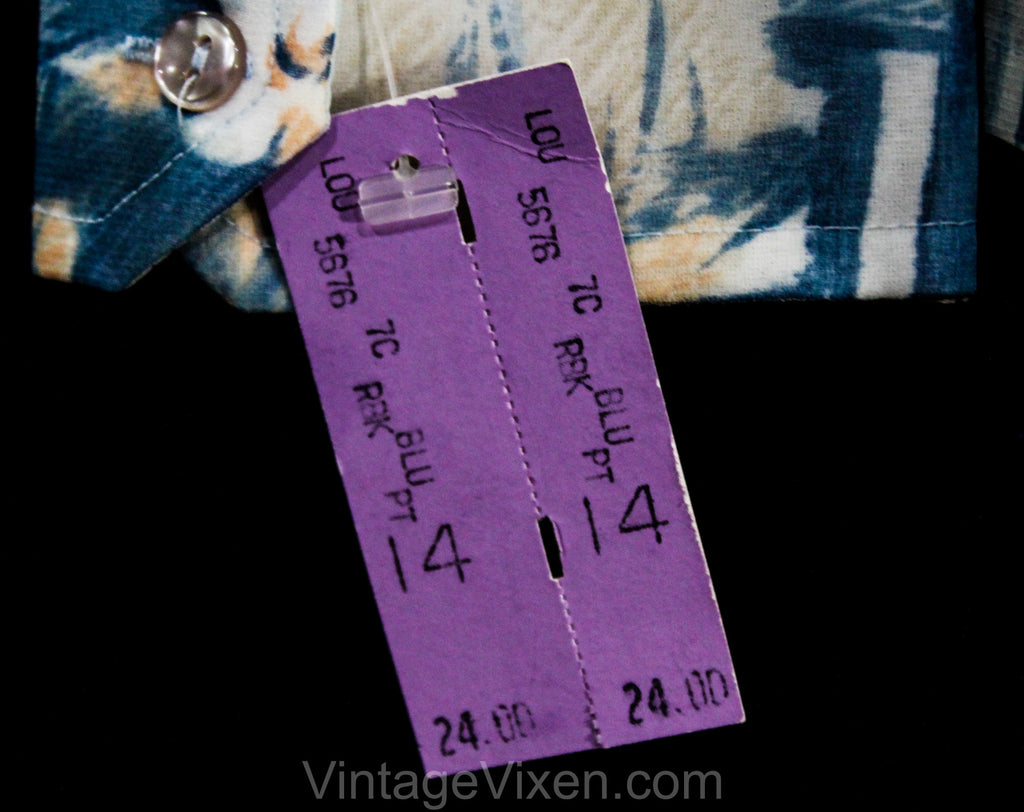 LOU
5676
7C
RBK
BLU
PT
14
24.00
LOU
5676
7C
RBK
BLU
PT
14
24.00
VintageVixen.com